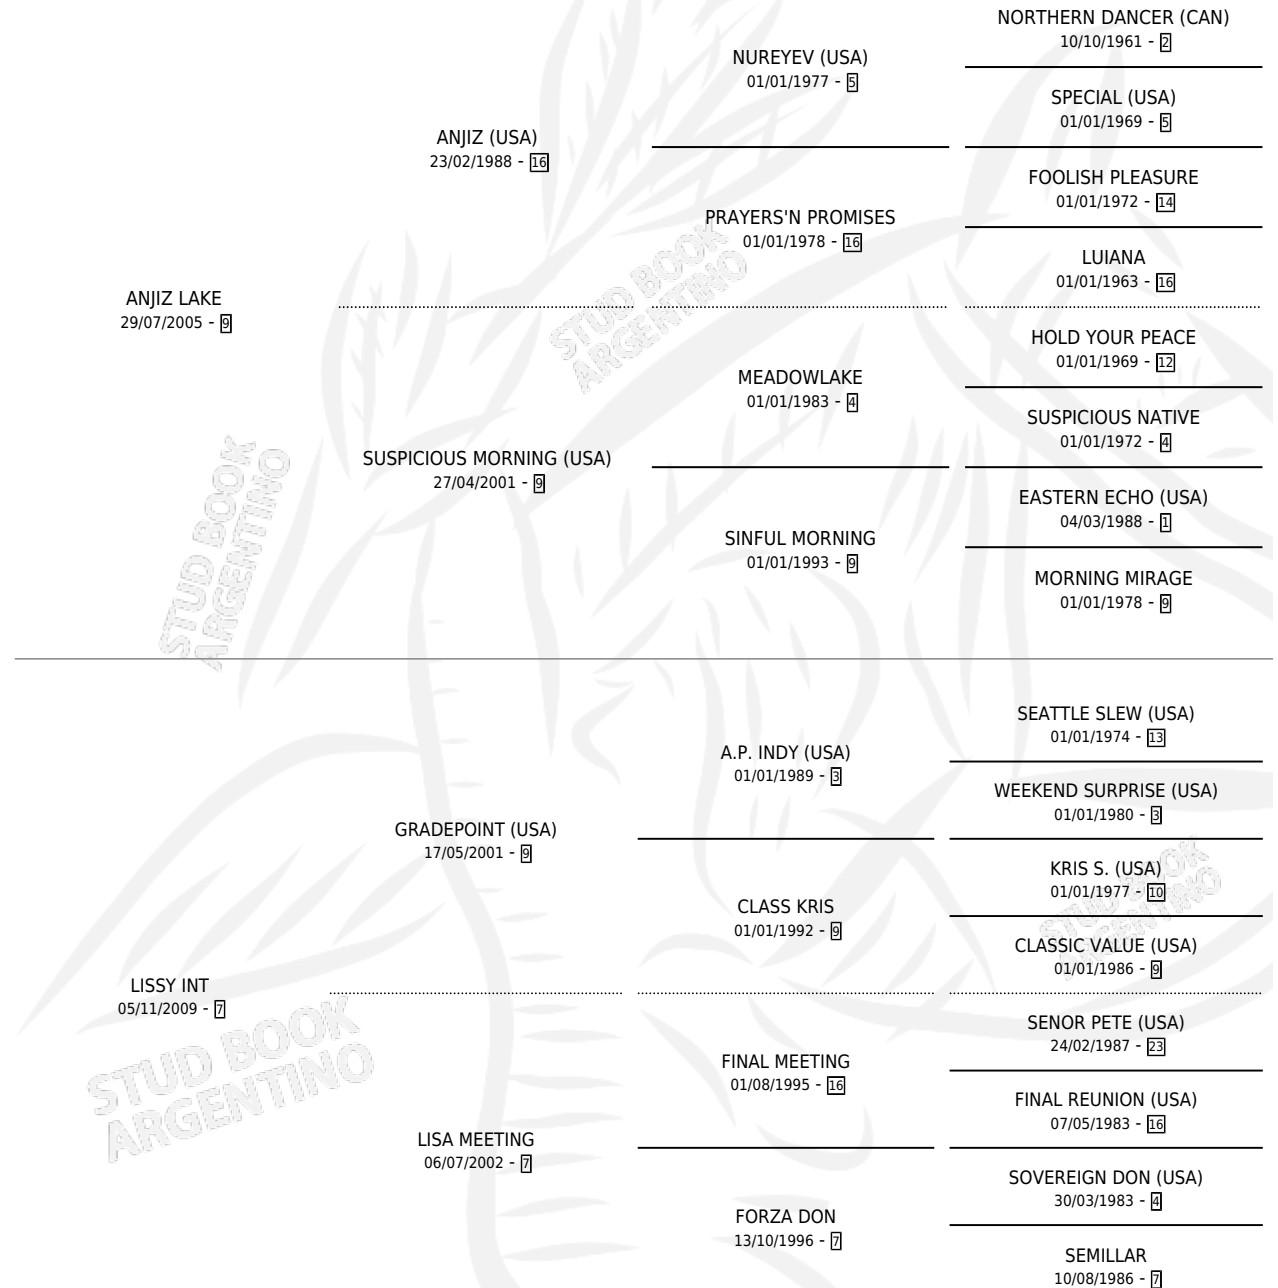 NORTHERN DANCER (CAN)
10/10/1961 - 2
NUREYEV (USA)
01/01/1977 - 5
SPECIAL (USA)
01/01/1969 - 5
ANJIZ (USA)
23/02/1988 - 16
FOOLISH PLEASURE
01/01/1972 - 14
PRAYERS'N PROMISES
01/01/1978 - 16
LUIANA
01/01/1963 - 16
ANJIZ LAKE
29/07/2005 - 9
STUD BOOK
ARGENTINO
HOLD YOUR PEACE
01/01/1969 - 12
MEADOWLAKE
01/01/1983 - 4
SUSPICIOUS NATIVE
01/01/1972 - 4
SUSPICIOUS MORNING (USA)
27/04/2001 - 9
EASTERN ECHO (USA)
04/03/1988 - 1
SINFUL MORNING
01/01/1993 - 9
MORNING MIRAGE
01/01/1978 - 9
STUD BOOK
ARGENTINO
SEATTLE SLEW (USA)
01/01/1974 - 13
A.P. INDY (USA)
01/01/1989 - 3
WEEKEND SURPRISE (USA)
01/01/1980 - 3
GRADEPOINT (USA)
17/05/2001 - 9
KRIS S. (USA)
01/01/1977 - 10
CLASS KRIS
01/01/1992 - 9
STUD BOOK
ARGENTINO
CLASSIC VALUE (USA)
01/01/1986 - 9
LISSY INT
05/11/2009 - 7
SENOR PETE (USA)
24/02/1987 - 23
FINAL MEETING
01/08/1995 - 16
FINAL REUNION (USA)
07/05/1983 - 16
STUD BOOK
ARGENTINO
LISA MEETING
06/07/2002 - 7
SOVEREIGN DON (USA)
30/03/1983 - 4
FORZA DON
13/10/1996 - 7
SEMILLAR
10/08/1986 - 7